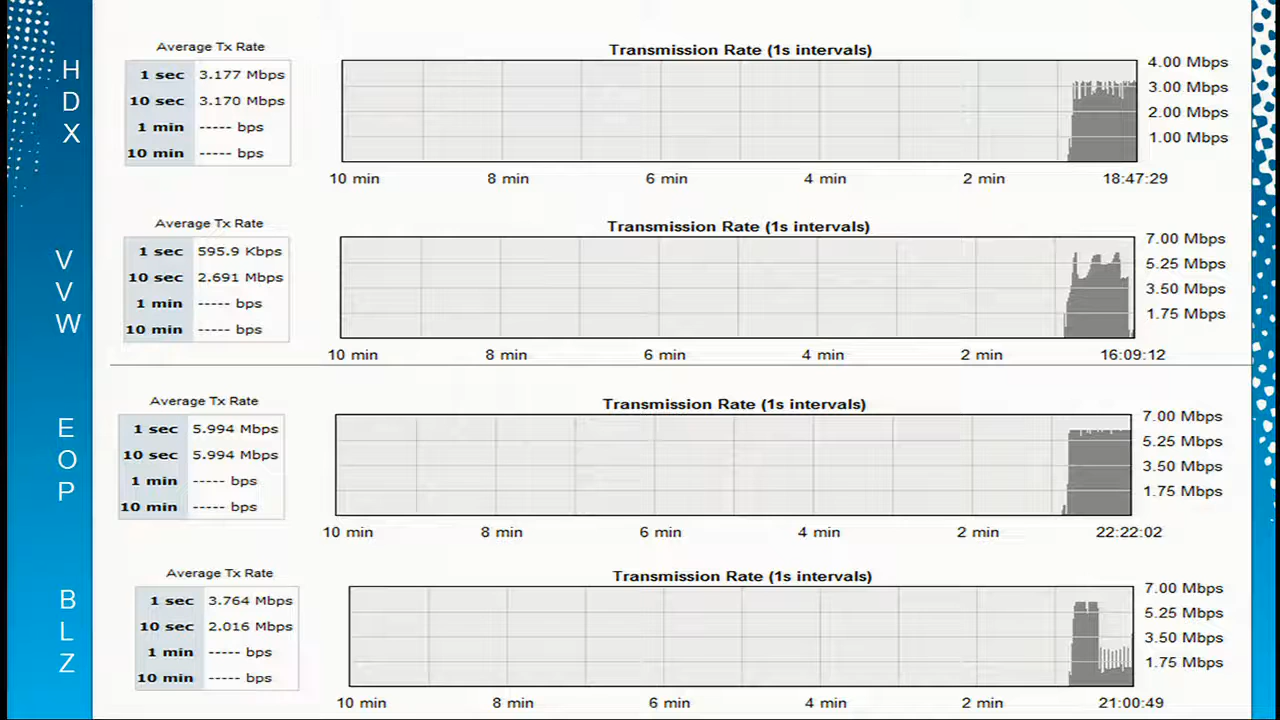 H
D
X
Average Tx Rate
1 sec 3.177 Mbps
10 sec 3.170 Mbps
1 min ----- bps
10 min ----- bps
Transmission Rate (1s intervals)
4.00 Mbps
3.00 Mbps
2.00 Mbps
1.00 Mbps
10 min 8 min 6 min 4 min 2 min 18:47:29
V
V
W
Average Tx Rate
1 sec 595.9 Kbps
10 sec 2.691 Mbps
1 min ----- bps
10 min ----- bps
Transmission Rate (1s intervals)
7.00 Mbps
5.25 Mbps
3.50 Mbps
1.75 Mbps
10 min 8 min 6 min 4 min 2 min 16:09:12
E
O
P
Average Tx Rate
1 sec 5.994 Mbps
10 sec 5.994 Mbps
1 min ----- bps
10 min ----- bps
Transmission Rate (1s intervals)
7.00 Mbps
5.25 Mbps
3.50 Mbps
1.75 Mbps
10 min 8 min 6 min 4 min 2 min 22:22:02
B
L
Z
Average Tx Rate
1 sec 3.764 Mbps
10 sec 2.016 Mbps
1 min ----- bps
10 min ----- bps
Transmission Rate (1s intervals)
7.00 Mbps
5.25 Mbps
3.50 Mbps
1.75 Mbps
10 min 8 min 6 min 4 min 2 min 21:00:49